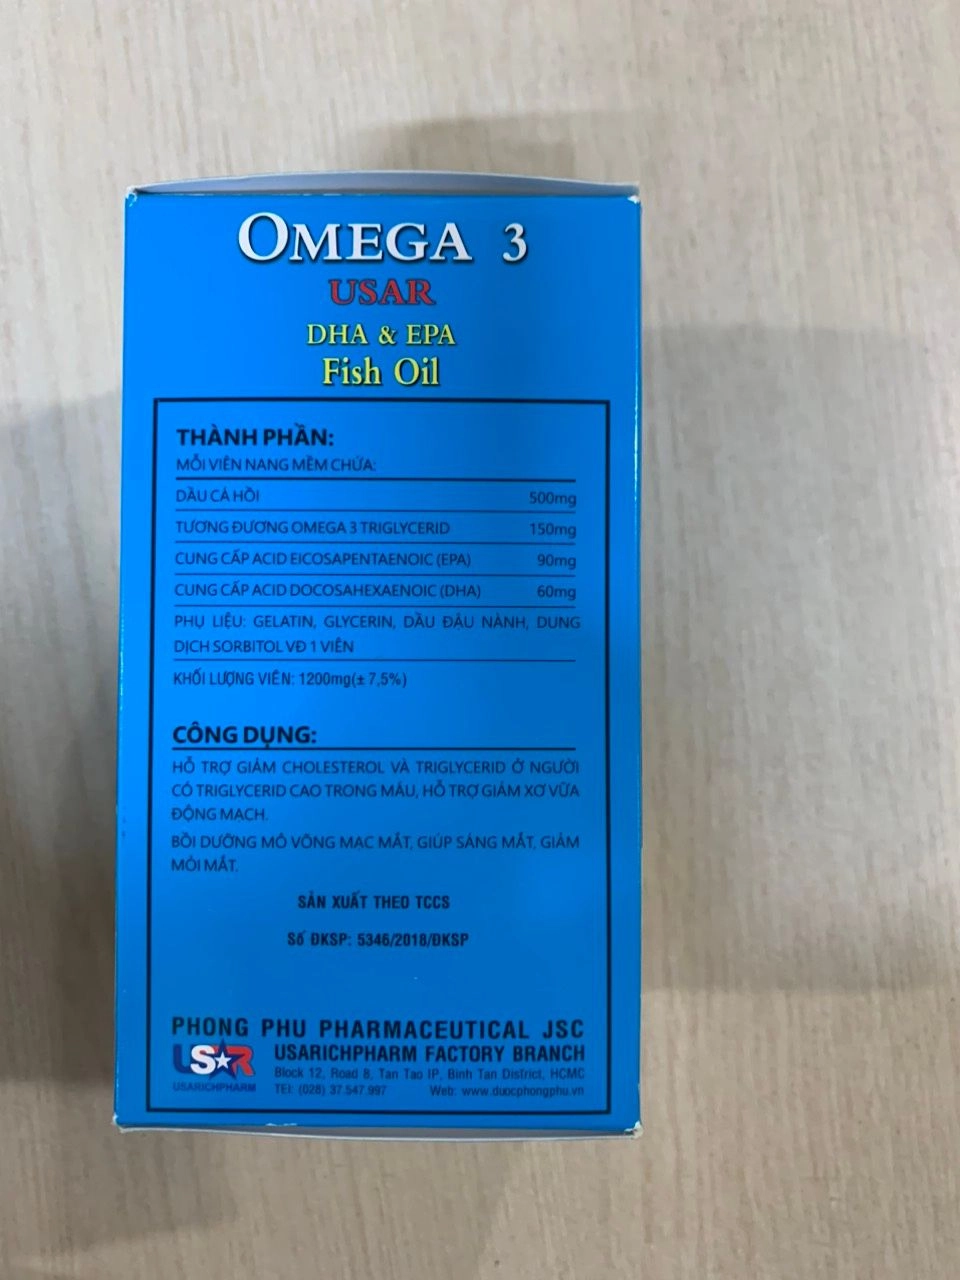 OMEGA 3
USAR
DHA & EPA
Fish Oil
THÀNH PHẦN:
MỖI VIÊN NANG MỀM CHỨA:
DẦU CÁ HỒI 500mg
TƯƠNG ĐƯƠNG OMEGA 3 TRIGLYCERID 150mg
CUNG CẤP ACID EICOSAPENTAENOIC (EPA) 90mg
CUNG CẤP ACID DOCOSAHEXAENOIC (DHA) 60mg
PHỤ LIỆU: GELATIN, GLYCERIN, DẦU ĐẬU NÀNH, DUNG
DỊCH SORBITOL VĐ 1 VIÊN
KHỐI LƯỢNG VIÊN: 1200mg(± 7,5%)
CÔNG DỤNG:
HỖ TRỢ GIẢM CHOLESTEROL VÀ TRIGLYCERID Ở NGƯỜI
CÓ TRIGLYCERID CAO TRONG MÁU, HỖ TRỢ GIẢM XƠ VỮA
ĐỘNG MẠCH.
BỒI DƯỠNG MÔ VÕNG MẠC MẮT, GIÚP SÁNG MẮT, GIẢM
MỎI MẮT.
SẢN XUẤT THEO TCCS
Số ĐKSP: 5346/2018/ĐKSP
PHONG PHU PHARMACEUTICAL JSC
USAR USARICHPHARM FACTORY BRANCH
Block 12, Road 8, Tan Tao IP, Binh Tan District, HCMC
USARICHPHARM TEl: (028) 37.547.997 Web: www.duocphongphu.vn